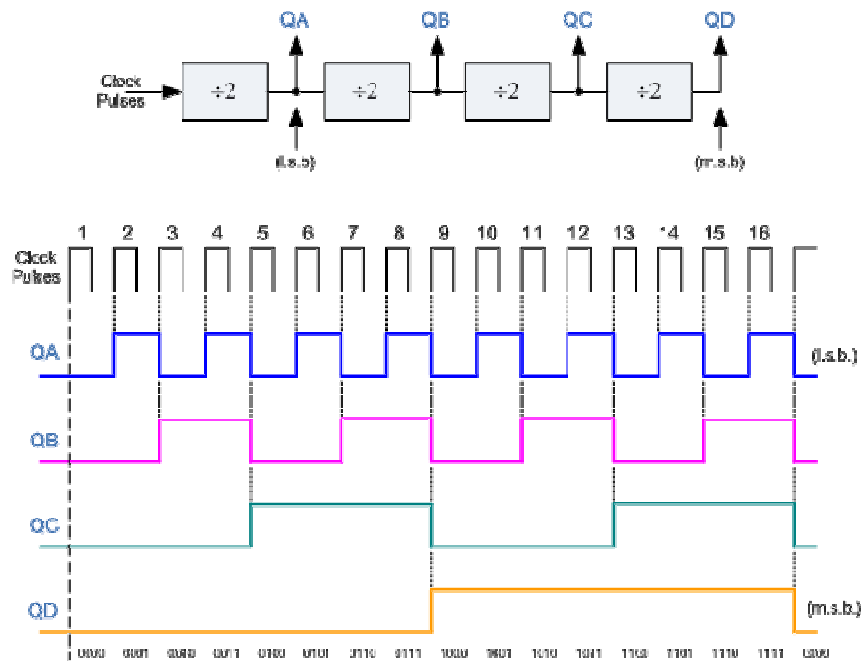 QA QB QC QD
Clock Pulses
÷2 ÷2 ÷2 ÷2
(l.s.b) (m.s.b)
1 2 3 4 5 6 7 8 9 10 11 12 13 14 15 16
Clock Pulses
QA (l.s.b.)
QB
QC
QD (m.s.b.)
0000 0001 0010 0011 0100 0101 0110 0111 1000 1001 1010 1011 1100 1101 1110 1111 0000